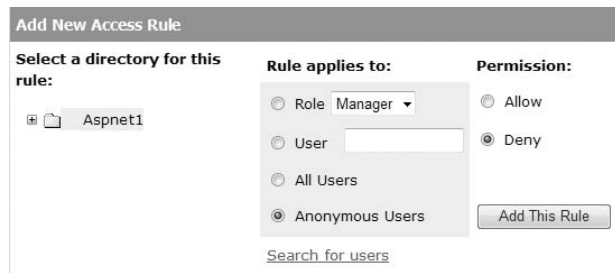 Add New Access Rule
Select a directory for this
rule:
Aspnet1
Rule applies to:
Role Manager
User
All Users
Anonymous Users
Search for users
Permission:
Allow
Deny
Add This Rule